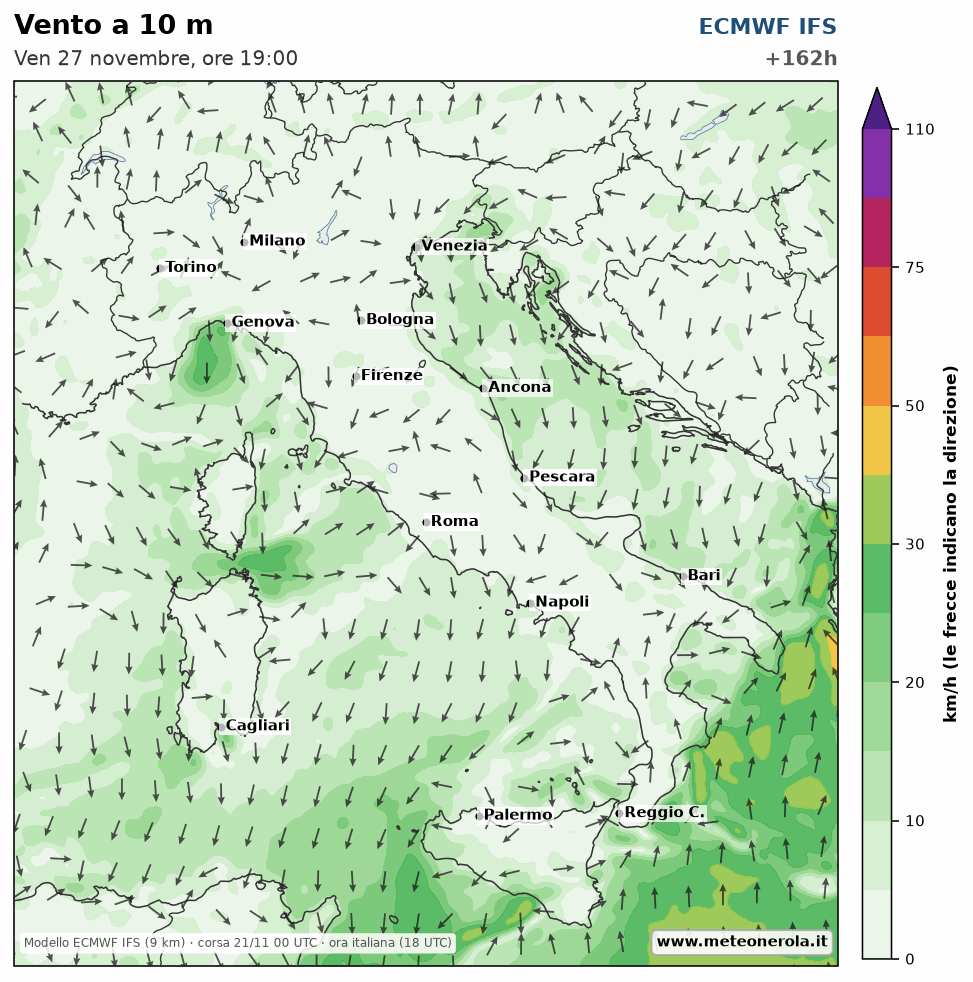 Vento a 10 m
ECMWF IFS
Ven 27 novembre, ore 19:00
+162h
Milano
Venezia
Torino
Genova
Bologna
Firenze
Ancona
Pescara
Roma
Bari
Napoli
Cagliari
Palermo
Reggio C.
Modello ECMWF IFS (9 km) · corsa 21/11 00 UTC · ora italiana (18 UTC)
www.meteonerola.it
110
75
50
30
20
10
0
km/h (le frecce indicano la direzione)